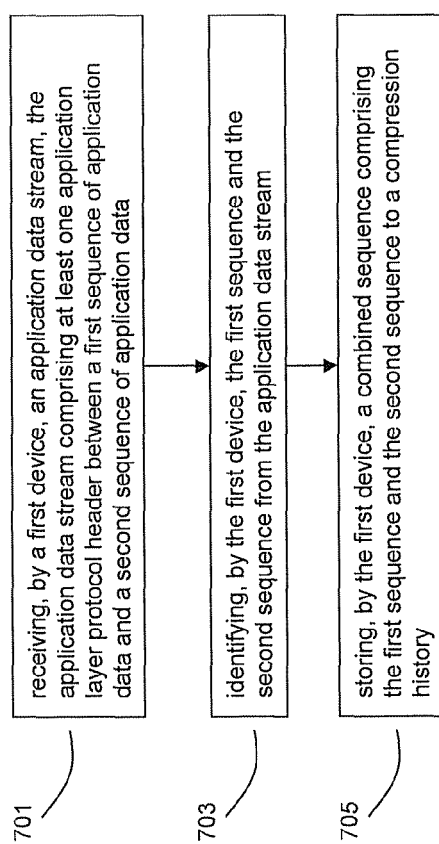 701
receiving, by a first device, an application data stream, the
application data stream comprising at least one application
layer protocol header between a first sequence of application
data and a second sequence of application data
703
identifying, by the first device, the first sequence and the
second sequence from the application data stream
705
storing, by the first device, a combined sequence comprising
the first sequence and the second sequence to a compression
history